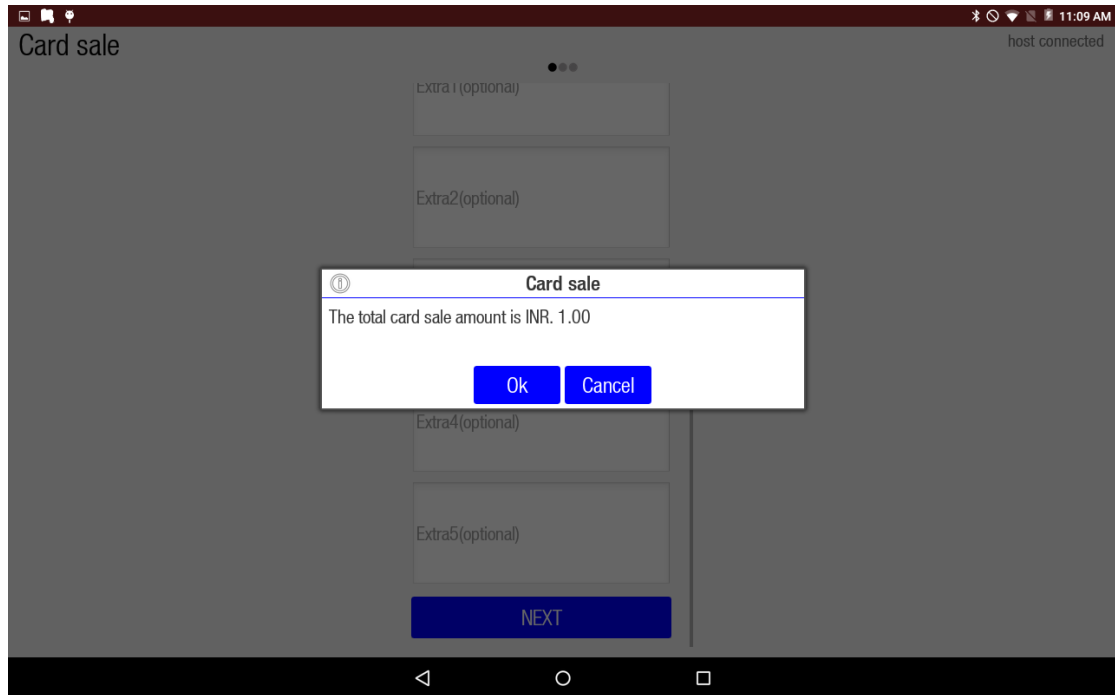 11:09 AM
Card sale
host connected
Extra1(optional)
Extra2(optional)
Card sale
The total card sale amount is INR. 1.00
Ok
Cancel
Extra4(optional)
Extra5(optional)
NEXT